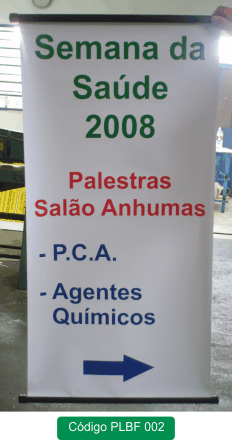 Semana da
Saúde
2008
Palestras
Salão Anhumas
- P.C.A.
- Agentes
Químicos
Código PLBF 002